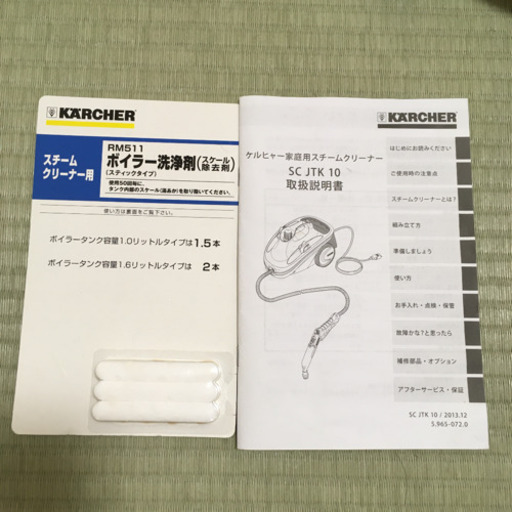 KÄRCHER
スチーム
クリーナー用
RM511
ボイラー洗浄剤(スケール除去剤)
(スティックタイプ)
使用50回毎に、
タンク内部のスケール(湯あか)を取り除いてください。
使い方は裏面をご覧下さい。
ボイラータンク容量1.0リットルタイプは 1.5本
ボイラータンク容量1.6リットルタイプは 2本
KÄRCHER
ケルヒャー家庭用スチームクリーナー
SC JTK 10
取扱説明書
はじめにお読みください
ご使用時の注意点
スチームクリーナーとは?
組み立て方
準備しましょう
使い方
お手入れ・点検・保管
故障かな?と思ったら
補修部品・オプション
アフターサービス・保証
SC JTK 10 / 2013.12
5.965-072.0